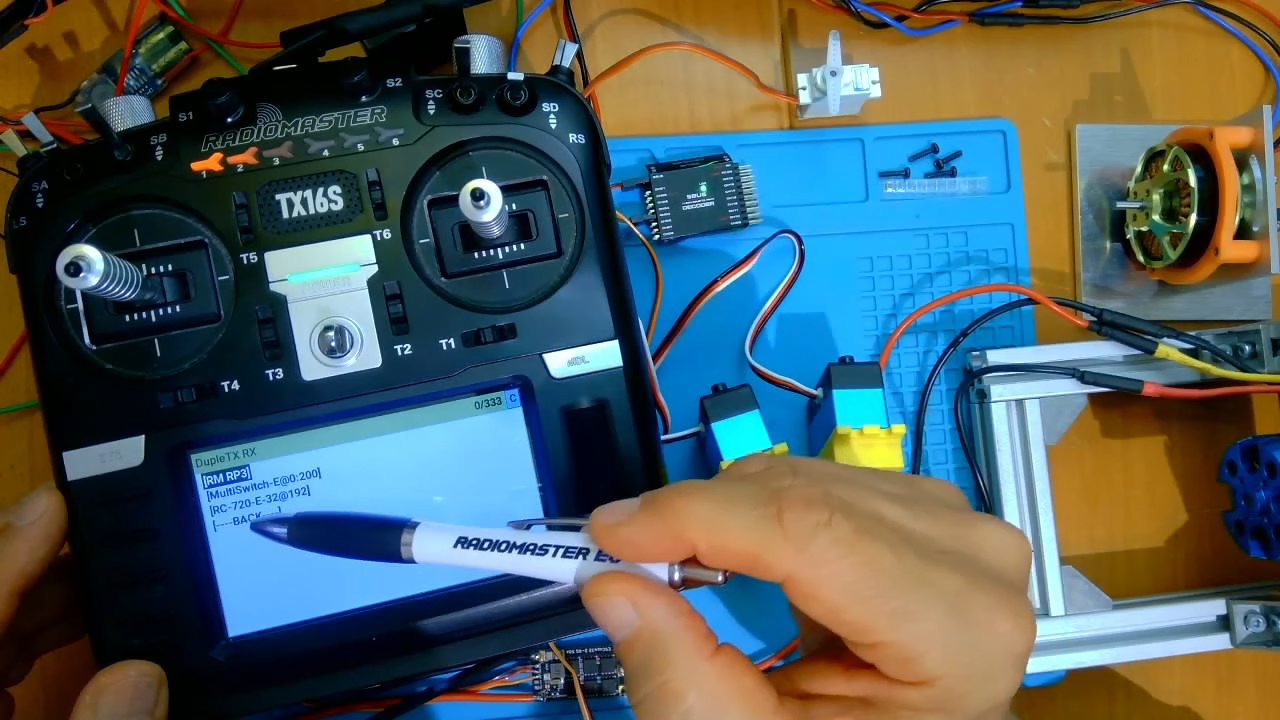 S1
S2
SC
SD
RS
SB
SA
LS
RADIOMASTER
1
2
3
4
5
6
TX16S
T5
T6
T3
T2
T1
T4
MDL
0/333 C
DupleTX RX
[RM RP3]
[MultiSwitch-E@0:200]
[RC-720-E-32@192]
[----BACK----]
RADIOMASTER
SBUS
DECODER